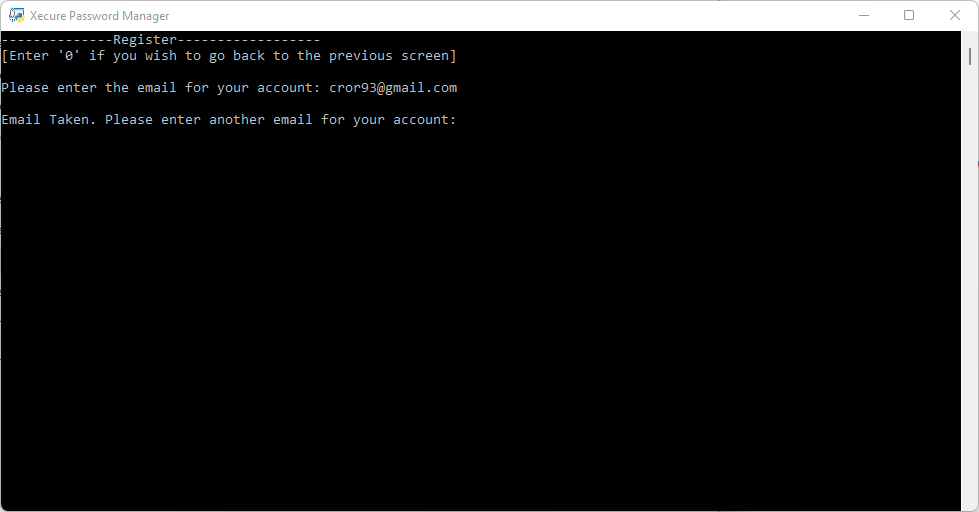 Xecure Password Manager
--------------Register------------------
[Enter '0' if you wish to go back to the previous screen]
Please enter the email for your account: cror93@gmail.com
Email Taken. Please enter another email for your account: